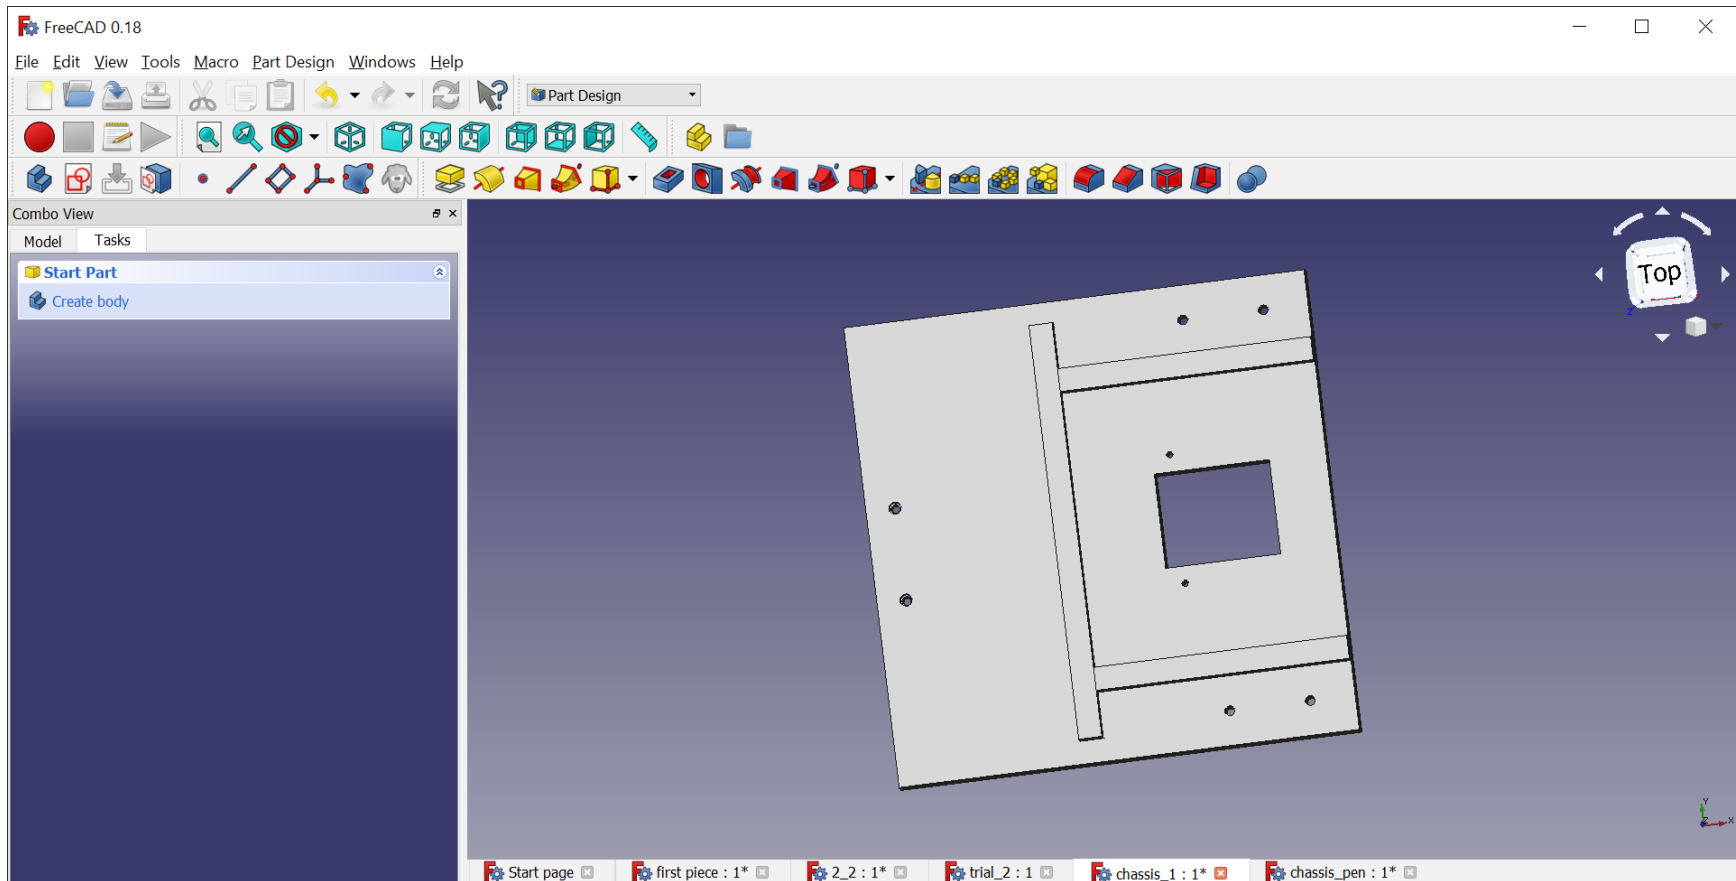 FreeCAD 0.18
File Edit View Tools Macro Part Design Windows Help
Part Design
Combo View
Model Tasks
Start Part
Create body
Top
Z
Y
Z X
Start page first piece : 1* 2_2 : 1* trial_2 : 1 chassis_1 : 1* chassis_pen : 1*